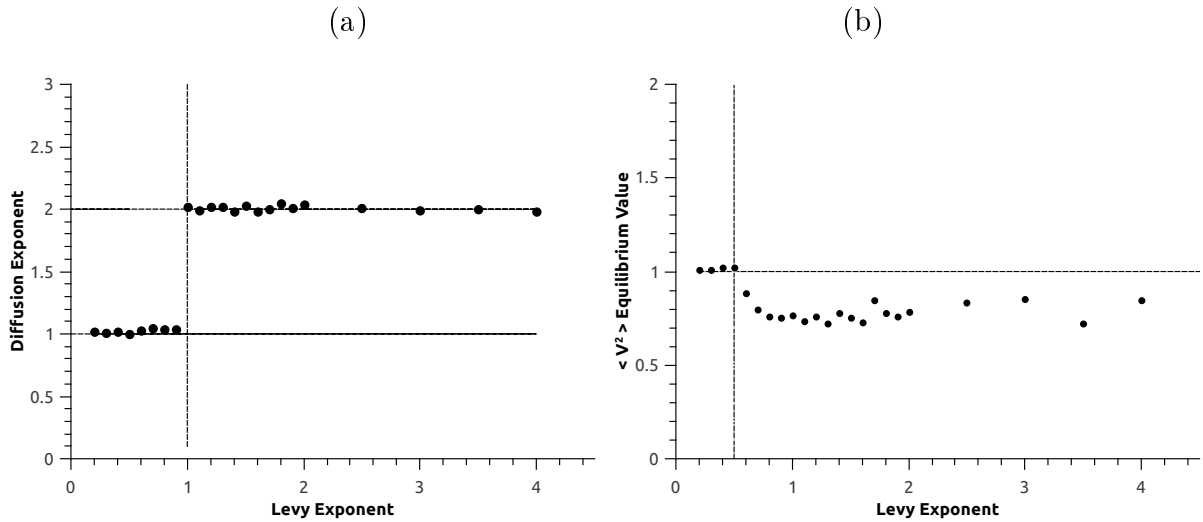 (a)
3
2.5
2
1.5
1
0.5
0
Diffusion Exponent
0 1 2 3 4
Levy Exponent
(b)
2
1.5
1
0.5
0
< V² > Equilibrium Value
0 1 2 3 4
Levy Exponent